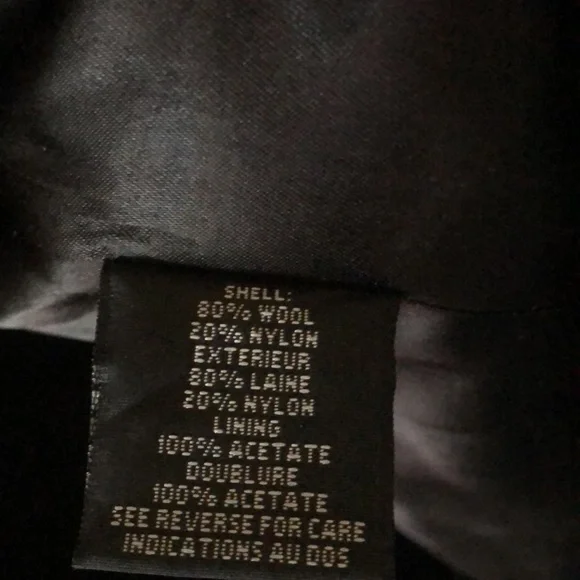 SHELL:
80% WOOL
20% NYLON
EXTERIEUR
80% LAINE
20% NYLON
LINING
100% ACETATE
DOUBLURE
100% ACETATE
SEE REVERSE FOR CARE
INDICATIONS AU DOS